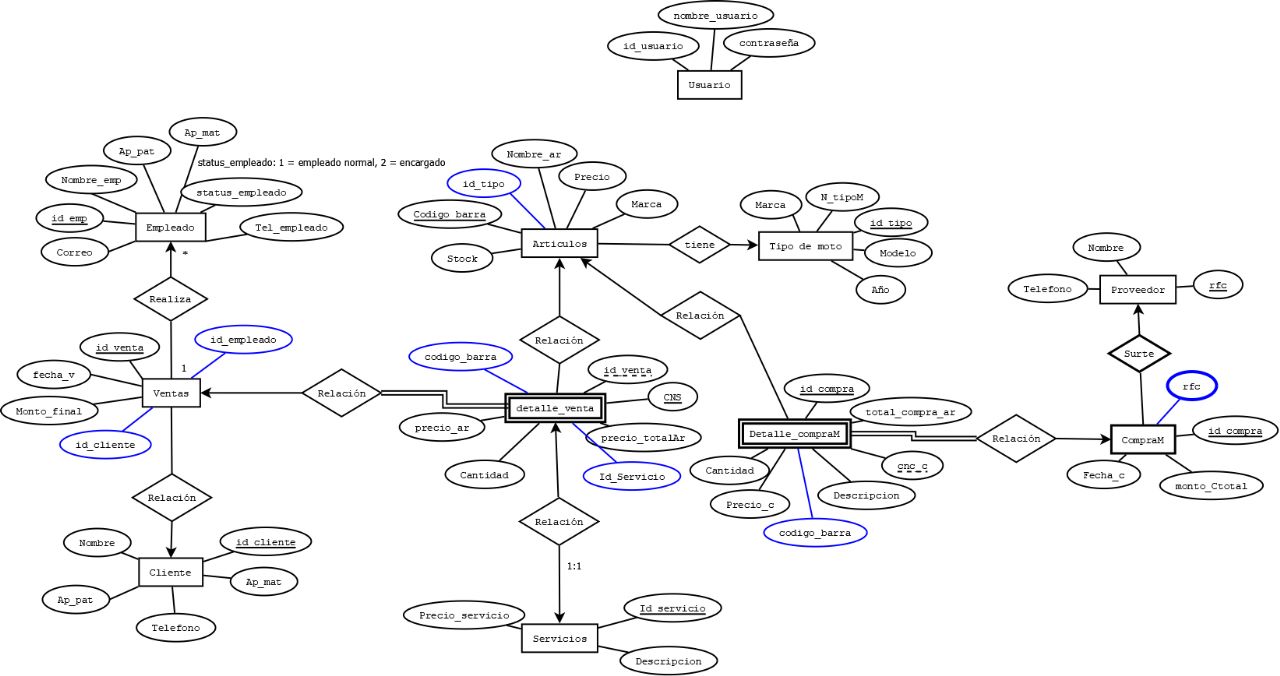 nombre_usuario
id_usuario
contraseña
Usuario
Ap_mat
Ap_pat
status_empleado: 1 = empleado normal, 2 = encargado
Nombre_emp
status_empleado
id_emp
Empleado
Tel_empleado
Correo
*
Realiza
1
Nombre_ar
id_tipo
Precio
Codigo_barra
Marca
Articulos
Stock
tiene
Marca
N_tipoM
id_tipo
Tipo de moto
Modelo
Año
Nombre
Telefono
Proveedor
rfc
Surte
rfc
id_compra
CompraM
Fecha_c
monto_Ctotal
id_venta
id_empleado
fecha_v
Ventas
Monto_final
id_cliente
Relación
Relación
Relación
Relación
codigo_barra
id_venta
CNS
detalle_venta
precio_ar
precio_totalAr
Cantidad
Id_Servicio
id_compra
total_compra_ar
Detalle_compraM
Relación
Cantidad
cnc_c
Precio_c
Descripcion
codigo_barra
Relación
1:1
Nombre
id_cliente
Cliente
Ap_mat
Ap_pat
Telefono
Precio_servicio
Id_servicio
Servicios
Descripcion